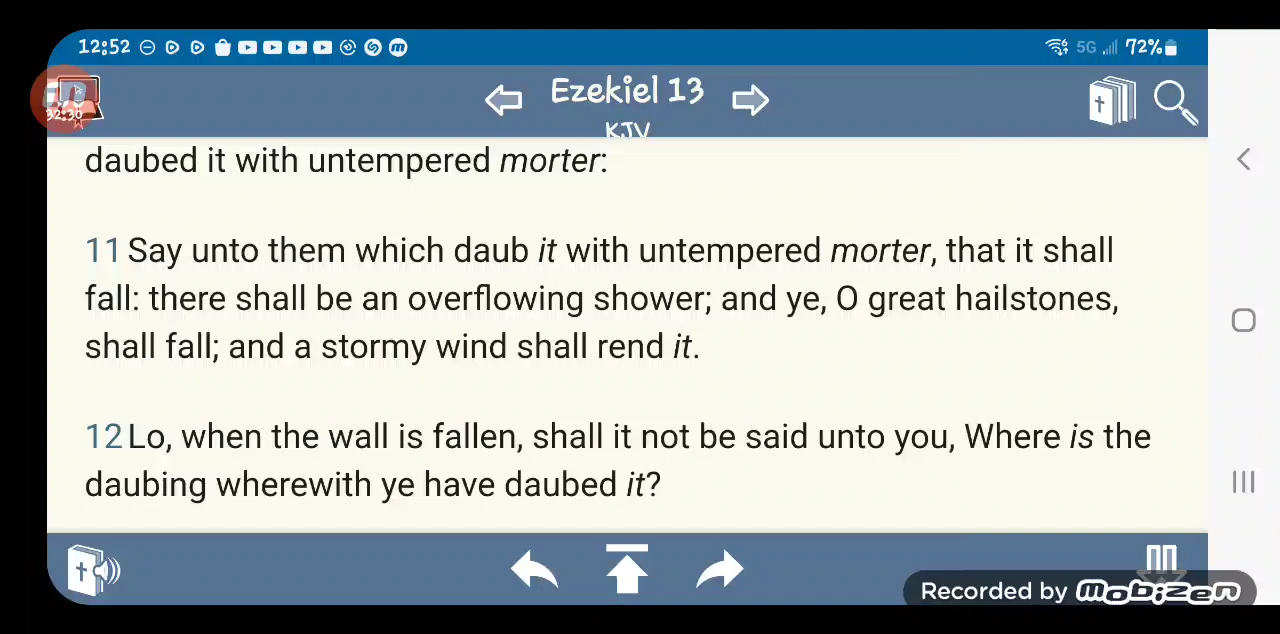 12:52 5G 72%
32:30
Ezekiel 13
KJV
daubed it with untempered morter:
11 Say unto them which daub it with untempered morter, that it shall
fall: there shall be an overflowing shower; and ye, O great hailstones,
shall fall; and a stormy wind shall rend it.
12 Lo, when the wall is fallen, shall it not be said unto you, Where is the
daubing wherewith ye have daubed it?
Recorded by mobizen